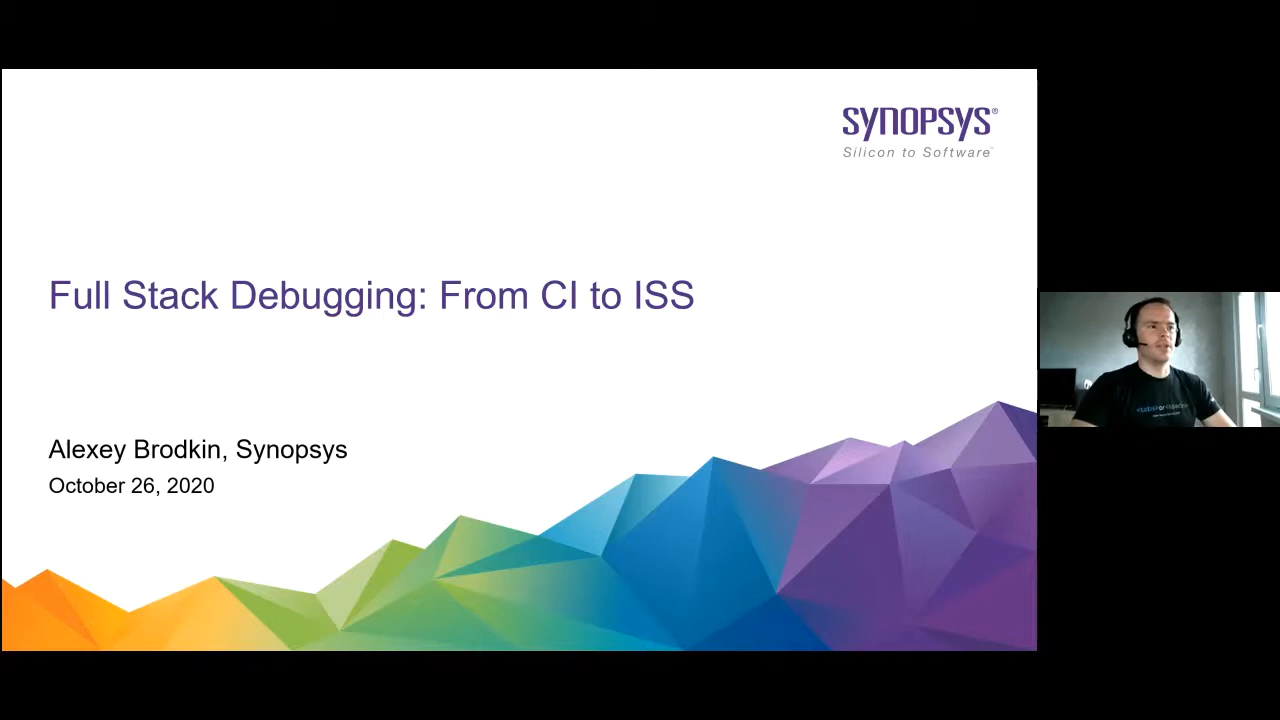 SYNOPSYS®
Silicon to Software™
Full Stack Debugging: From CI to ISS
Alexey Brodkin, Synopsys
October 26, 2020